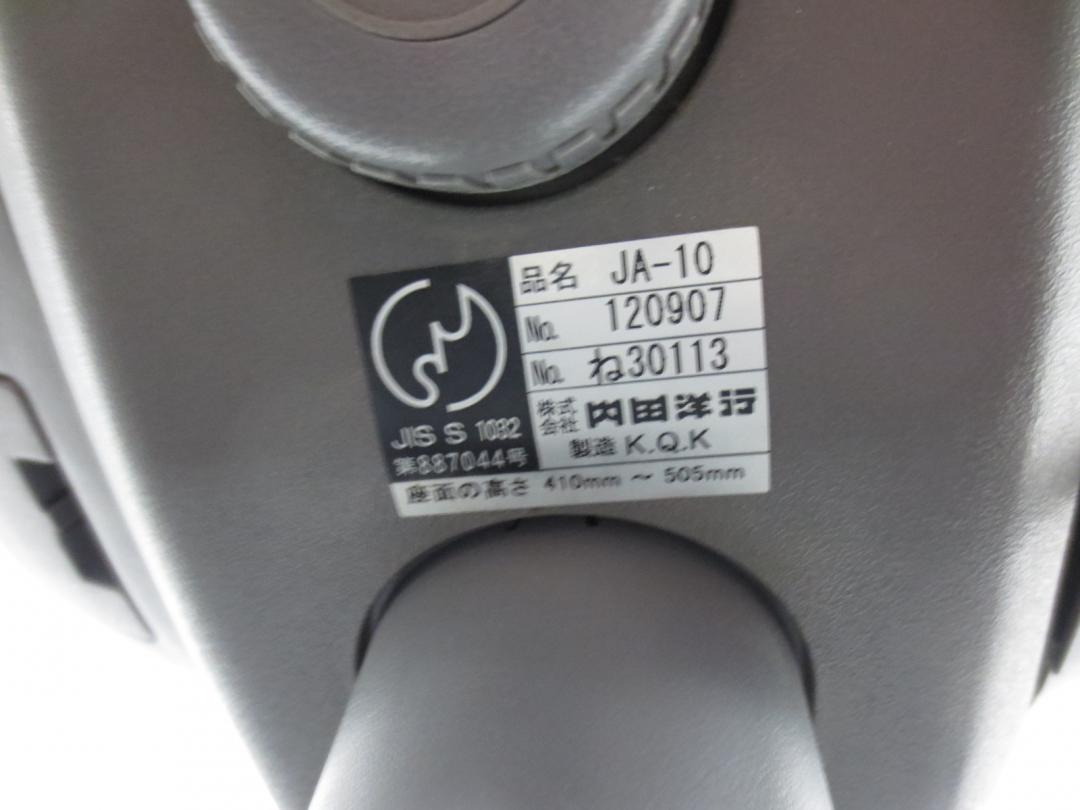 品名 JA-10
No. 120907
No. ね30113
株式会社 内田洋行
製造 K.Q.K
JIS S 1032
第887044号
座面の高さ 410mm ～ 505mm